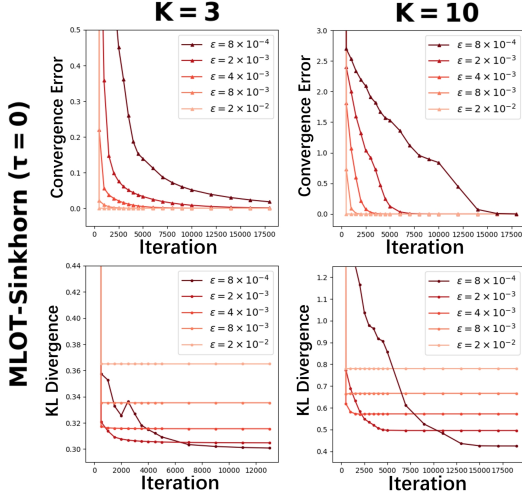 K = 3
K = 10
MLOT-Sinkhorn (τ = 0)
Convergence Error
0.5
0.4
0.3
0.2
0.1
0.0
ε = 8 × 10⁻⁴
ε = 2 × 10⁻³
ε = 4 × 10⁻³
ε = 8 × 10⁻³
ε = 2 × 10⁻²
0 2500 5000 7500 10000 12500 15000 17500
Iteration
Convergence Error
3.0
2.5
2.0
1.5
1.0
0.5
0.0
ε = 8 × 10⁻⁴
ε = 2 × 10⁻³
ε = 4 × 10⁻³
ε = 8 × 10⁻³
ε = 2 × 10⁻²
0 2500 5000 7500 10000 12500 15000 17500
Iteration
KL Divergence
0.44
0.42
0.40
0.38
0.36
0.34
0.32
0.30
ε = 8 × 10⁻⁴
ε = 2 × 10⁻³
ε = 4 × 10⁻³
ε = 8 × 10⁻³
ε = 2 × 10⁻²
0 2000 4000 6000 8000 10000 12000
Iteration
KL Divergence
1.2
1.1
1.0
0.9
0.8
0.7
0.6
0.5
0.4
ε = 8 × 10⁻⁴
ε = 2 × 10⁻³
ε = 4 × 10⁻³
ε = 8 × 10⁻³
ε = 2 × 10⁻²
0 2500 5000 7500 10000 12500 15000 17500
Iteration